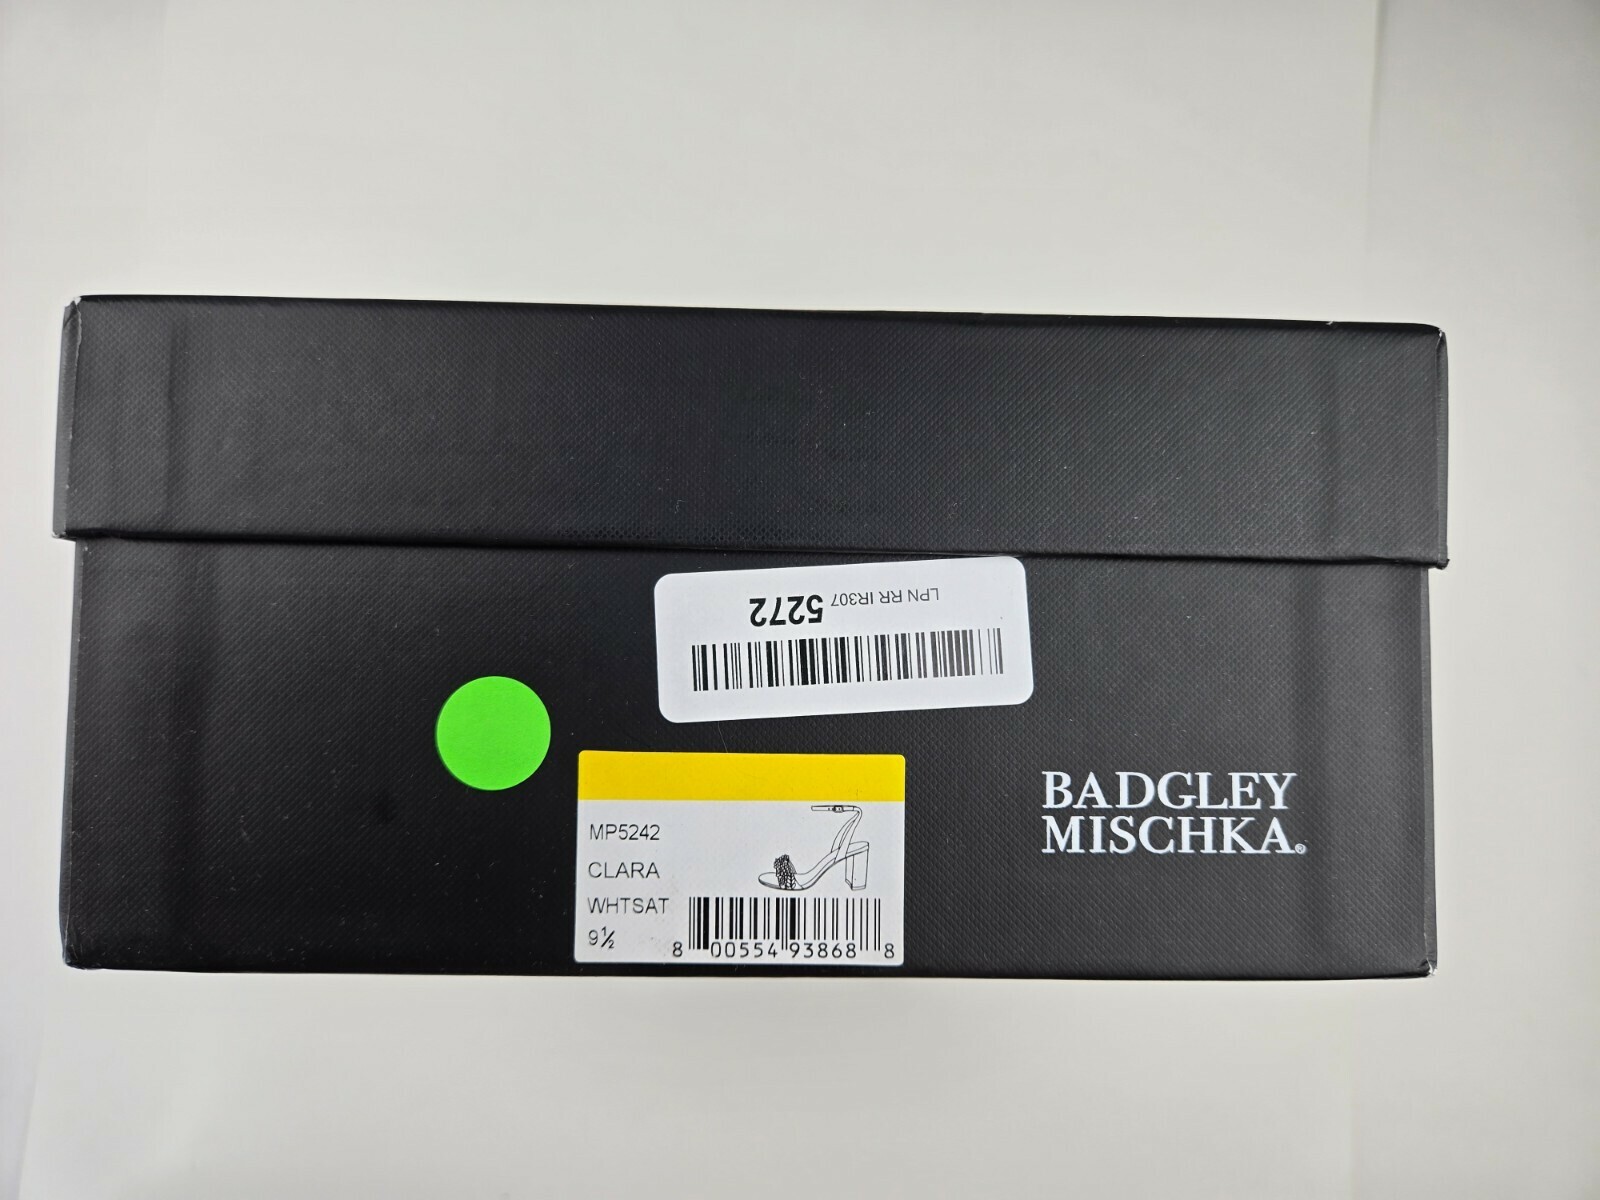 LPN RR IR307 5272
MP5242
CLARA
WHTSAT
9½
8 00554 93868 8
BADGLEY
MISCHKA®